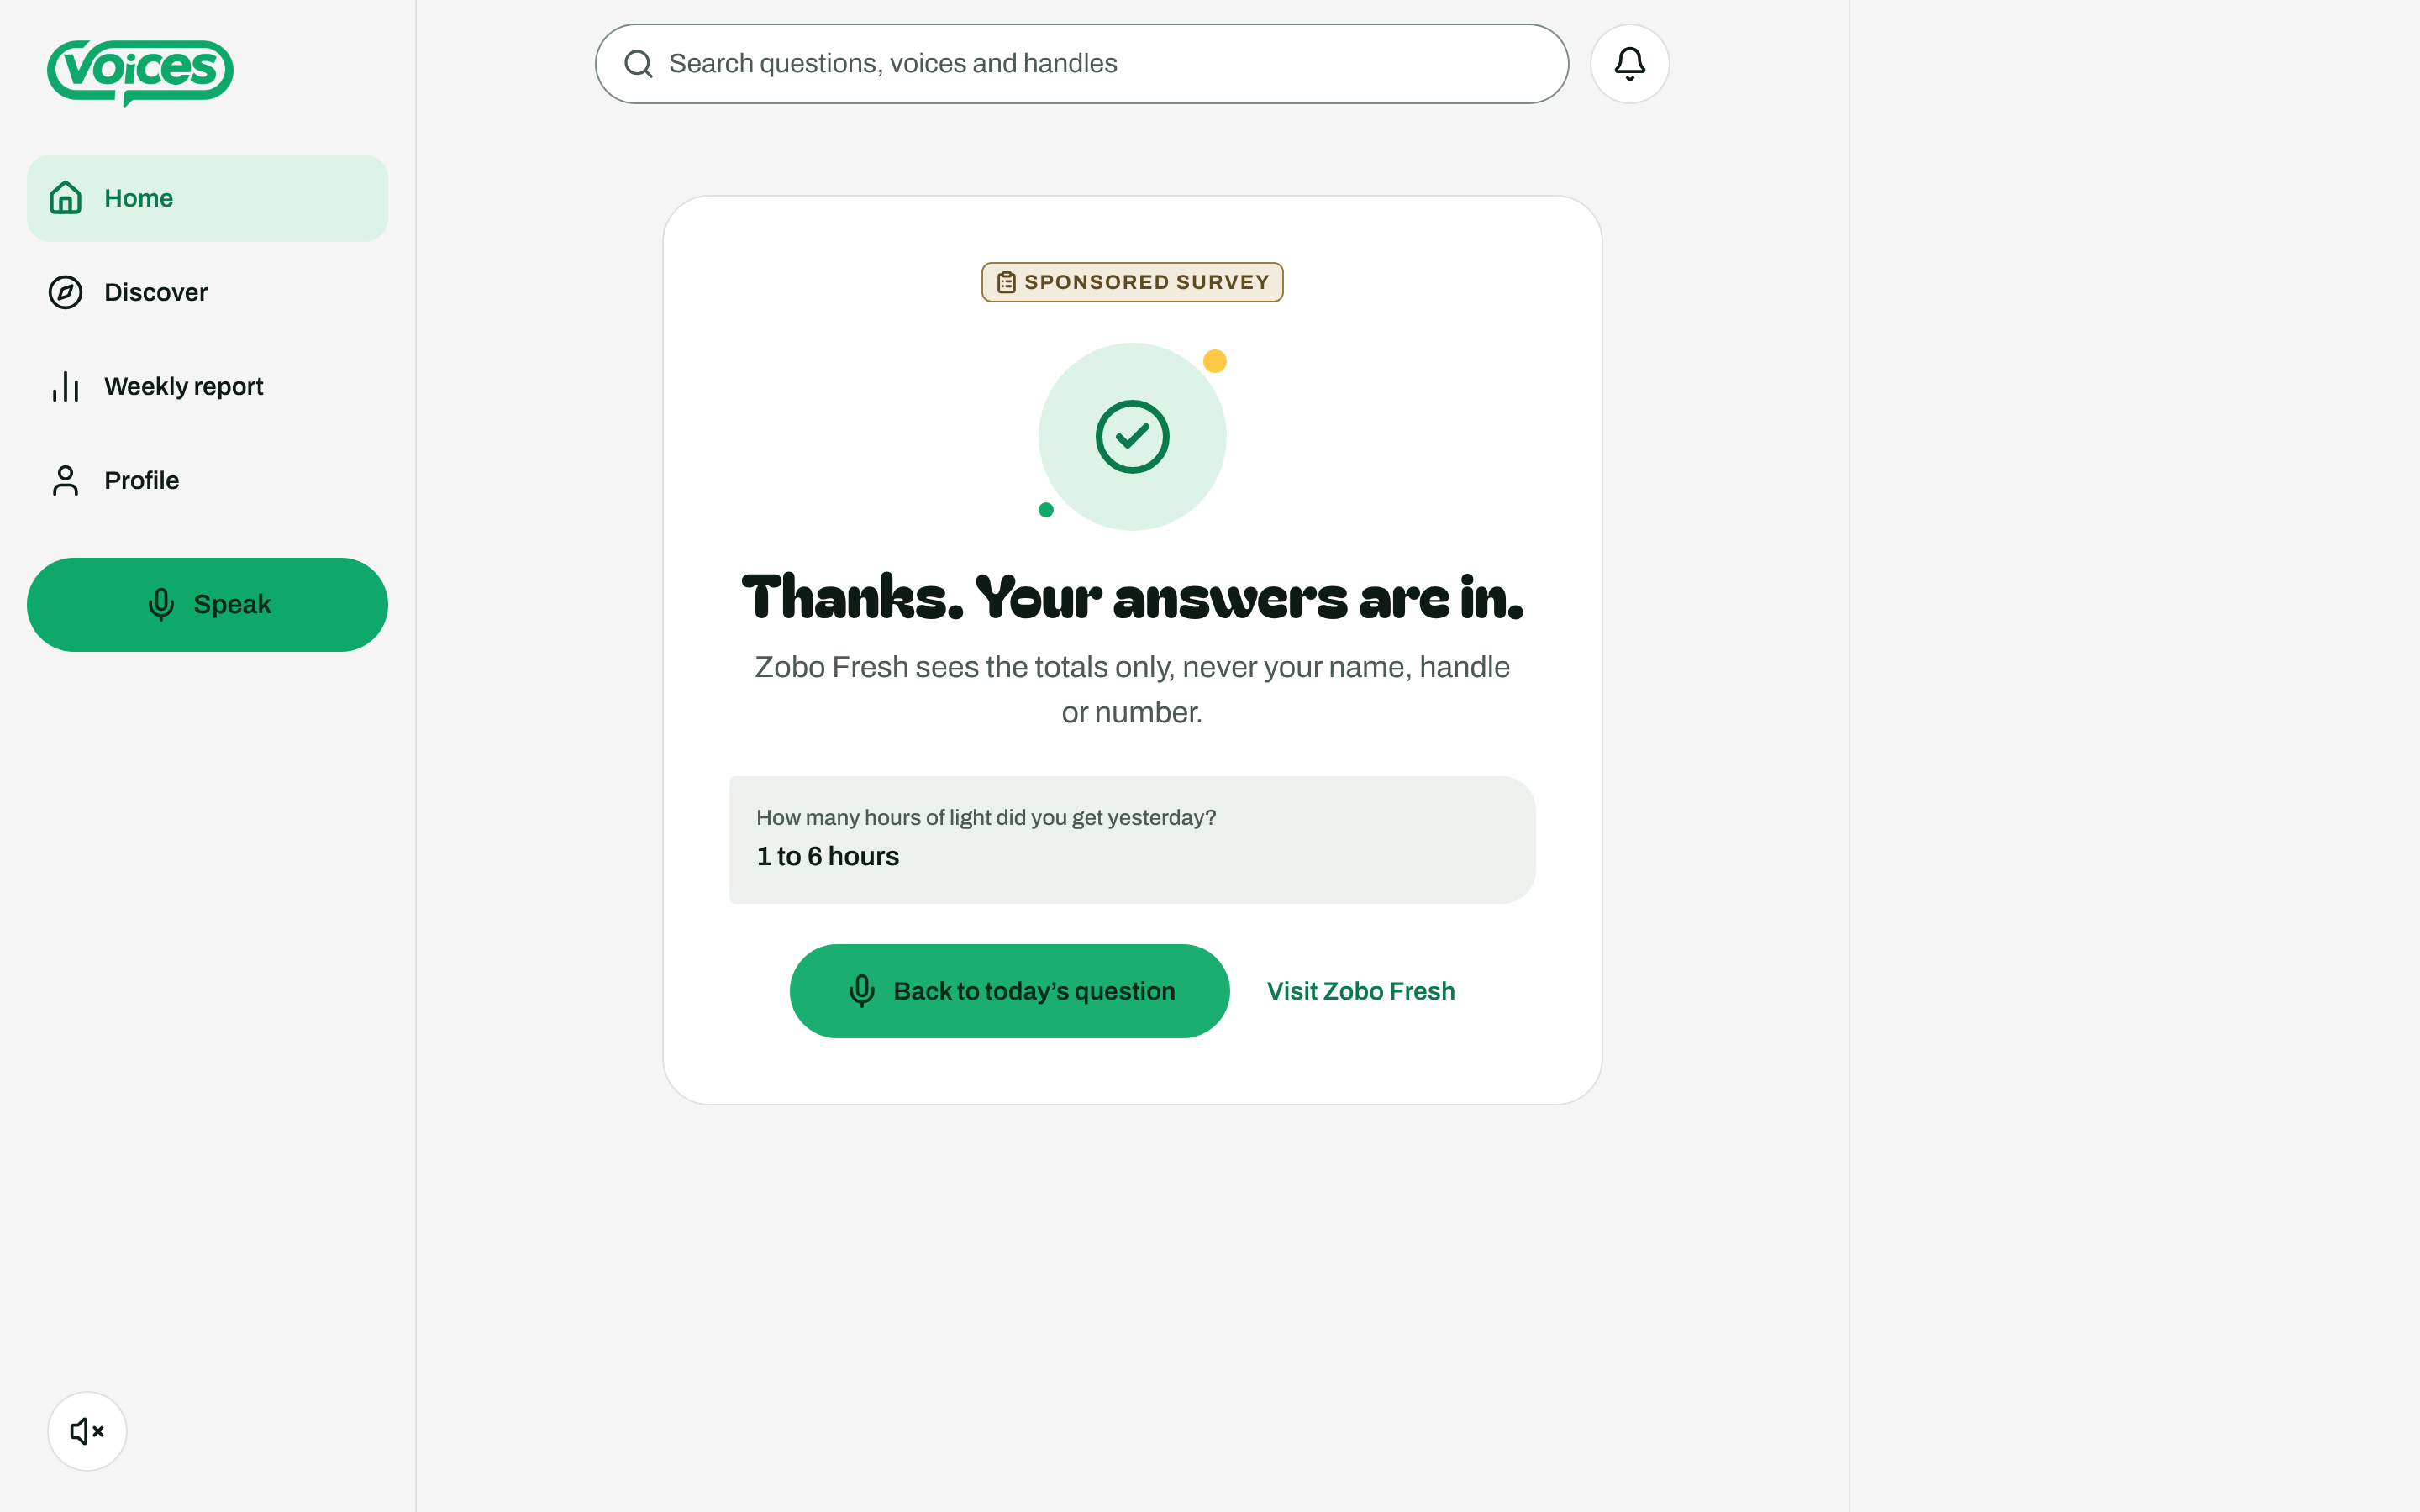 voices
Home
Discover
Weekly report
Profile
Speak
Search questions, voices and handles
SPONSORED SURVEY
Thanks. Your answers are in.
Zobo Fresh sees the totals only, never your name, handle
or number.
How many hours of light did you get yesterday?
1 to 6 hours
Back to today’s question
Visit Zobo Fresh